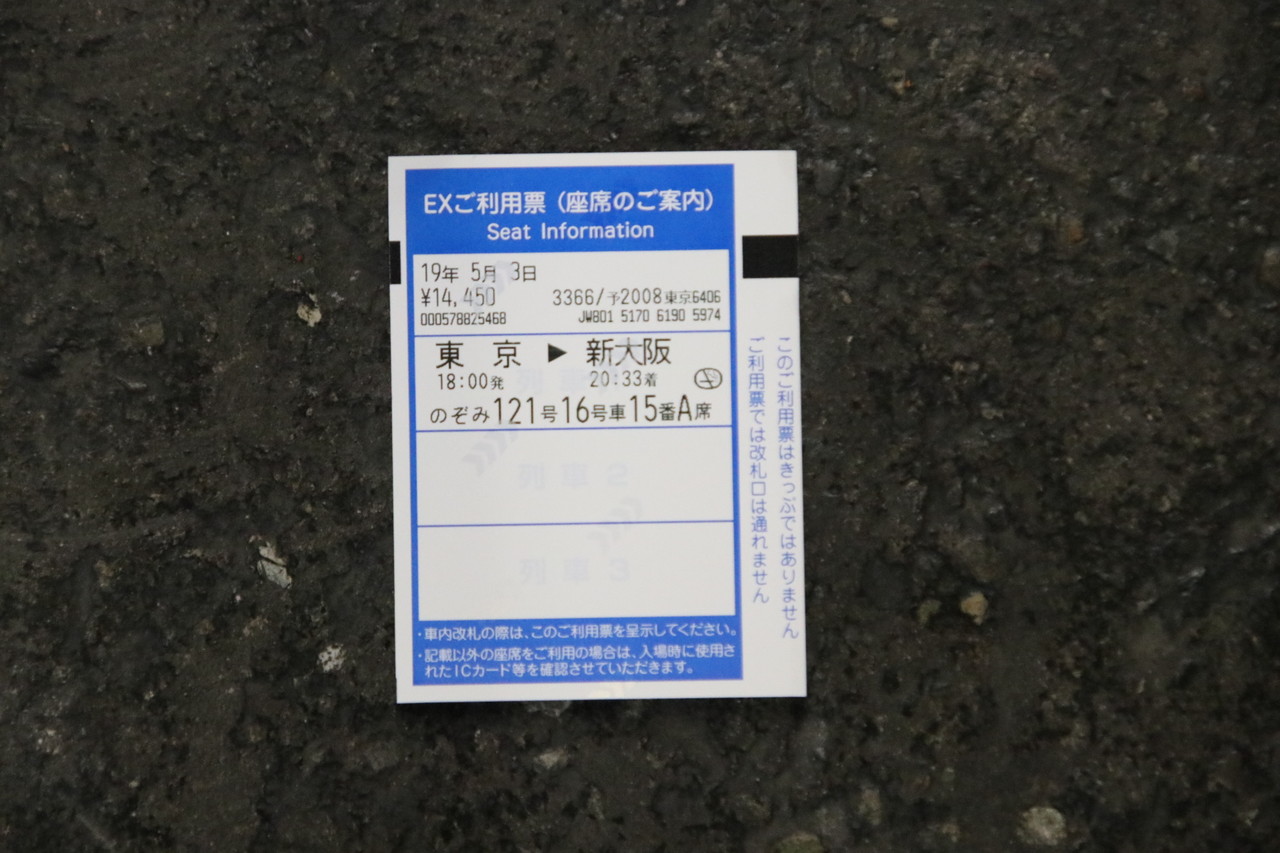 EXご利用票（座席のご案内）
Seat Information
19年 5月 3日
¥14,450 3366/予2008東京6406
000578825468 JW801 5170 6190 5974
東 京 ▶ 新大阪
18:00発 20:33着
のぞみ121号16号車15番A席
列車2
列車3
・車内改札の際は、このご利用票を呈示してください。
・記載以外の座席をご利用の場合は、入場時に使用さ
れたICカード等を確認させていただきます。
このご利用票はきっぷではありません
ご利用票では改札口は通れません